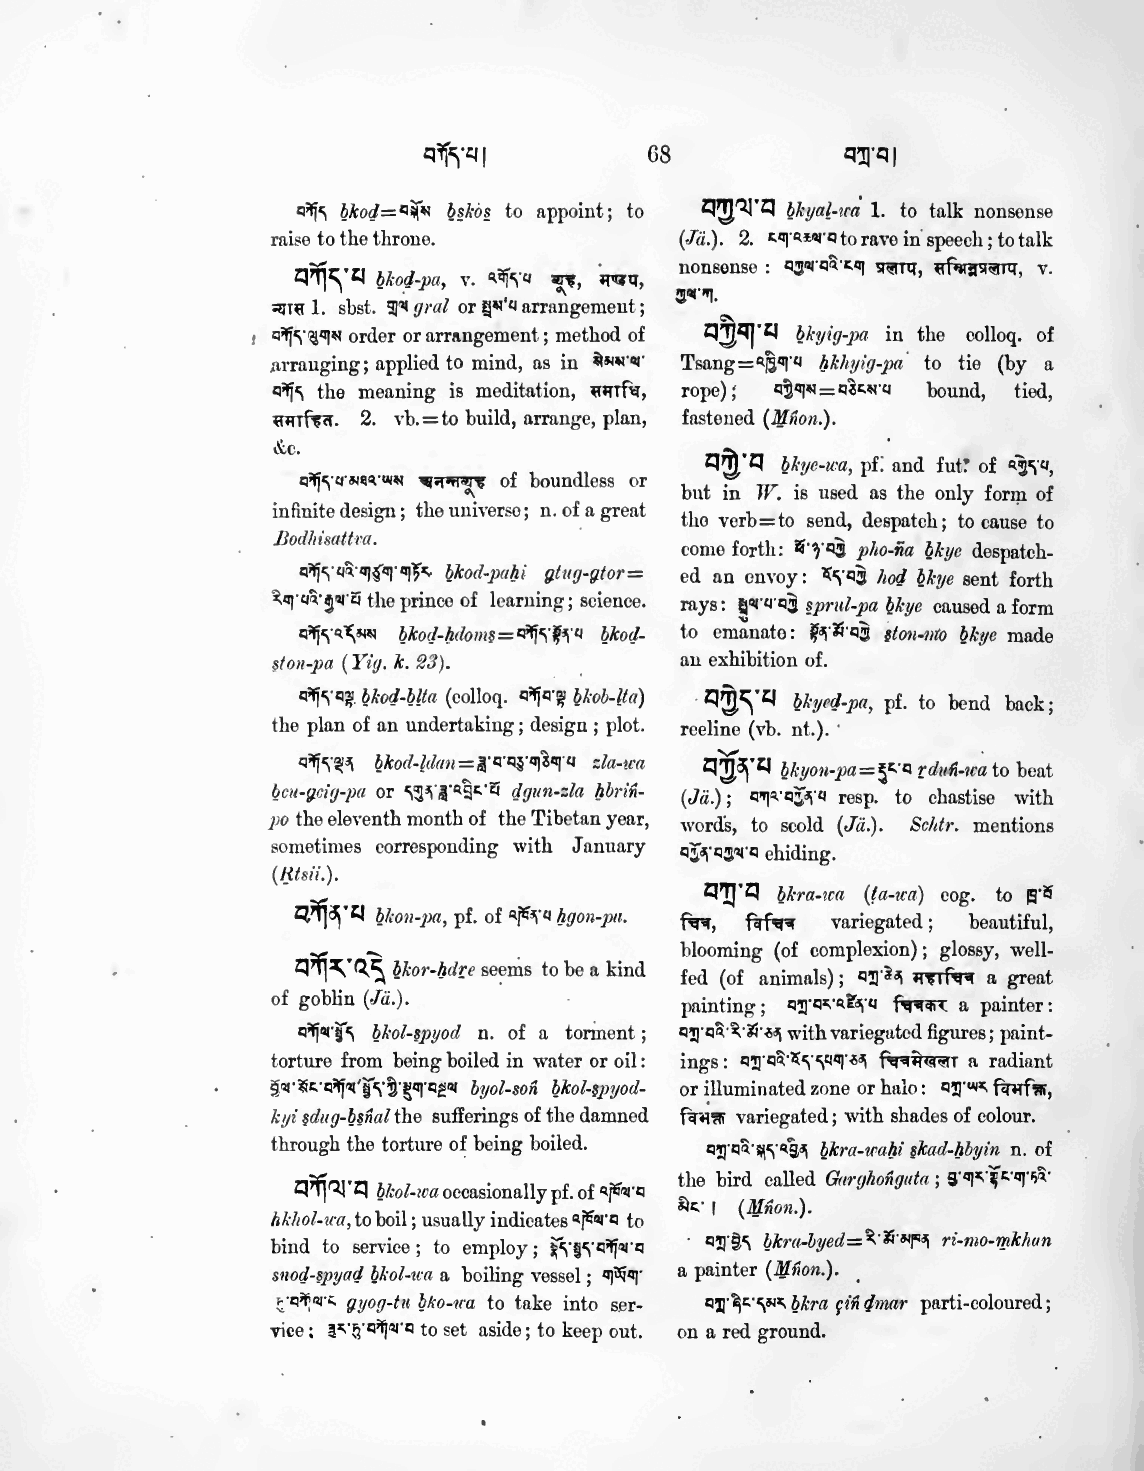 བཀོད་པ། 68 བཀྲ་བ།
བཀོད bkod=བསྐོས bskos to appoint; to
raise to the throne.
བཀོད་པ bkod-pa, v. འགོད་པ व्यूह, मण्डप,
न्यास 1. sbst. གྲལ gral or སྤྲས་པ arrangement;
བཀོད་ལུགས order or arrangement; method of
arranging; applied to mind, as in སེམས་ལ་
བཀོད the meaning is meditation, समाधि,
समाहित. 2. vb.=to build, arrange, plan,
&c.
བཀོད་པ་མཐའ་ཡས अनन्तव्यूह of boundless or
infinite design; the universe; n. of a great
Bodhisattva.
བཀོད་པའི་གཙུག་གཏོར bkod-paḥi gtug-gtor=
རིག་པའི་རྒྱལ་པོ the prince of learning; science.
བཀོད་འདོམས bkod-ḥdoms=བཀོད་སྟོན་པ bkod-
ston-pa (Yig. k. 23).
བཀོད་བལྟ bkod-blta (colloq. བཀོབ་ལྟ bkob-lta)
the plan of an undertaking; design; plot.
བཀོད་ལྡན bkod-ldan=ཟླ་བ་བཅུ་གཅིག་པ zla-wa
bcu-gcig-pa or དགུན་ཟླ་འབྲིང་པོ dgun-zla ḥbriṅ-
po the eleventh month of the Tibetan year,
sometimes corresponding with January
(Rtsii.).
བཀོན་པ bkon-pa, pf. of འཁོན་པ ḥgon-pa.
བཀོར་འདྲེ bkor-ḥdre seems to be a kind
of goblin (Jä.).
བཀོལ་སྤྱོད bkol-spyod n. of a torment;
torture from being boiled in water or oil:
བྱོལ་སོང་བཀོལ་སྤྱོད་ཀྱི་སྡུག་བསྔལ byol-soṅ bkol-spyod-
kyi sdug-bsṅal the sufferings of the damned
through the torture of being boiled.
བཀོལ་བ bkol-wa occasionally pf. of འཁོལ་བ
hkhol-wa, to boil; usually indicates འཁོལ་བ to
bind to service; to employ; སྣོད་སྤྱད་བཀོལ་བ
snod-spyad bkol-wa a boiling vessel; གཡོག་
ཏུ་བཀོལ་བ gyog-tu bko-wa to take into ser-
vice; ཟུར་དུ་བཀོལ་བ to set aside; to keep out.
བཀྱལ་བ bkyal-wa 1. to talk nonsense
(Jä.). 2. ངག་འཆལ་བ to rave in speech; to talk
nonsense: བཀྱལ་བའི་ངག प्रलाप, सम्भिन्नप्रलाप, v.
ཀྱལ་ཀ.
བཀྱིག་པ bkyig-pa in the colloq. of
Tsang=འཁྱིག་པ ḥkhyig-pa to tie (by a
rope); བཀྱིགས=བཅིངས་པ bound, tied,
fastened (Mṅon.).
བཀྱེ་བ bkye-wa, pf. and fut. of འགྱེད་པ,
but in W. is used as the only form of
the verb=to send, despatch; to cause to
come forth: ཕོ་ཉ་བཀྱེ pho-ña bkye despatch-
ed an envoy: འོད་བཀྱེ hod bkye sent forth
rays: སྤྲུལ་པ་བཀྱེ sprul-pa bkye caused a form
to emanate: སྟོན་མོ་བཀྱེ ston-mo bkye made
an exhibition of.
བཀྱེད་པ bkyed-pa, pf. to bend back;
recline (vb. nt.).
བཀྱོན་པ bkyon-pa=རྡུང་བ rduṅ-wa to beat
(Jä.); བཀའ་བཀྱོན་པ resp. to chastise with
words, to scold (Jä.). Schtr. mentions
བཀྱོན་བཀྱལ་བ chiding.
བཀྲ་བ bkra-wa (ta-wa) cog. to ཁྲ་བོ
चित्र, विचित्र variegated; beautiful,
blooming (of complexion); glossy, well-
fed (of animals); བཀྲ་ཆེན महाचित्र a great
painting; བཀྲ་བར་འཛོན་པ चित्रकर a painter:
བཀྲ་བའི་རི་མོ་ཅན with variegated figures; paint-
ings: བཀྲ་བའི་འོད་དཔག་ཅན चित्रमेखला a radiant
or illuminated zone or halo: བཀྲ་ཡར विभक्ति,
विभक्त variegated; with shades of colour.
བཀྲ་བའི་སྐད་འབྱིན bkra-waḥi skad-ḥbyin n. of
the bird called Garghoṅgata; བྱ་གར་གྷོང་ག་ཏའི་
མིང་། (Mṅon.).
བཀྲ་བྱེད bkra-byed=རི་མོ་མཁན ri-mo-mkhan
a painter (Mṅon.).
བཀྲ་ཤིང་དམར bkra çiṅ dmar parti-coloured;
on a red ground.